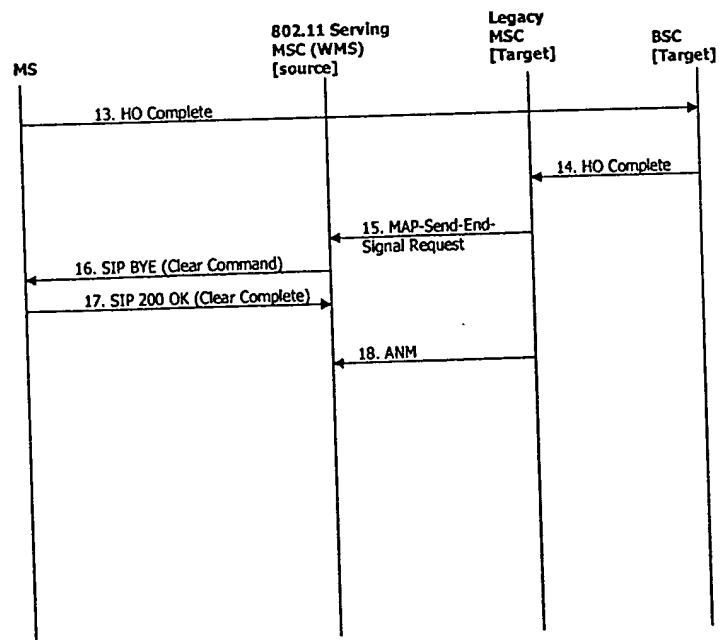 MS
802.11 Serving
MSC (WMS)
[source]
Legacy
MSC
[Target]
BSC
[Target]
13. HO Complete
14. HO Complete
15. MAP-Send-End-
Signal Request
16. SIP BYE (Clear Command)
17. SIP 200 OK (Clear Complete)
18. ANM